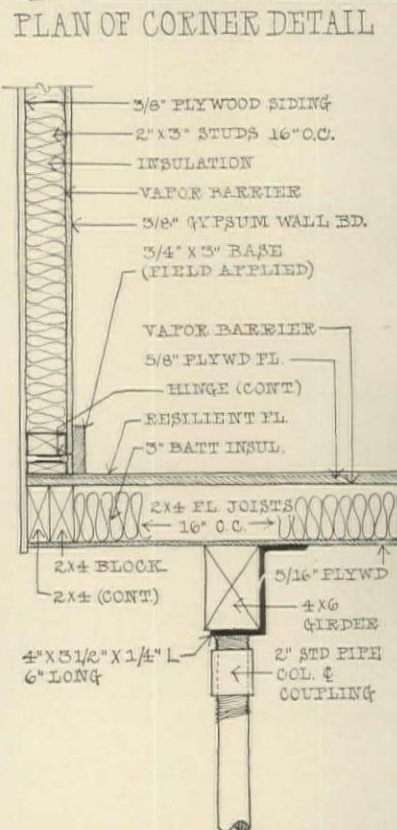 PLAN OF CORNER DETAIL
3/8" PLYWOOD SIDING
2"X3" STUDS 16" O.C.
INSULATION
VAPOR BARRIER
3/8" GYPSUM WALL BD.
3/4" X 3" BASE
(FIELD APPLIED)
VAPOR BARRIER
5/8" PLYWD FL.
HINGE (CONT.)
RESILIENT FL.
3" BATT INSUL.
2X4 FL JOISTS
16" O.C.
2X4 BLOCK
2X4 (CONT.)
5/16" PLYWD
4X6
GIRDER
4" X 3 1/2" X 1/4" L
6" LONG
2" STD PIPE
COL. &
COUPLING